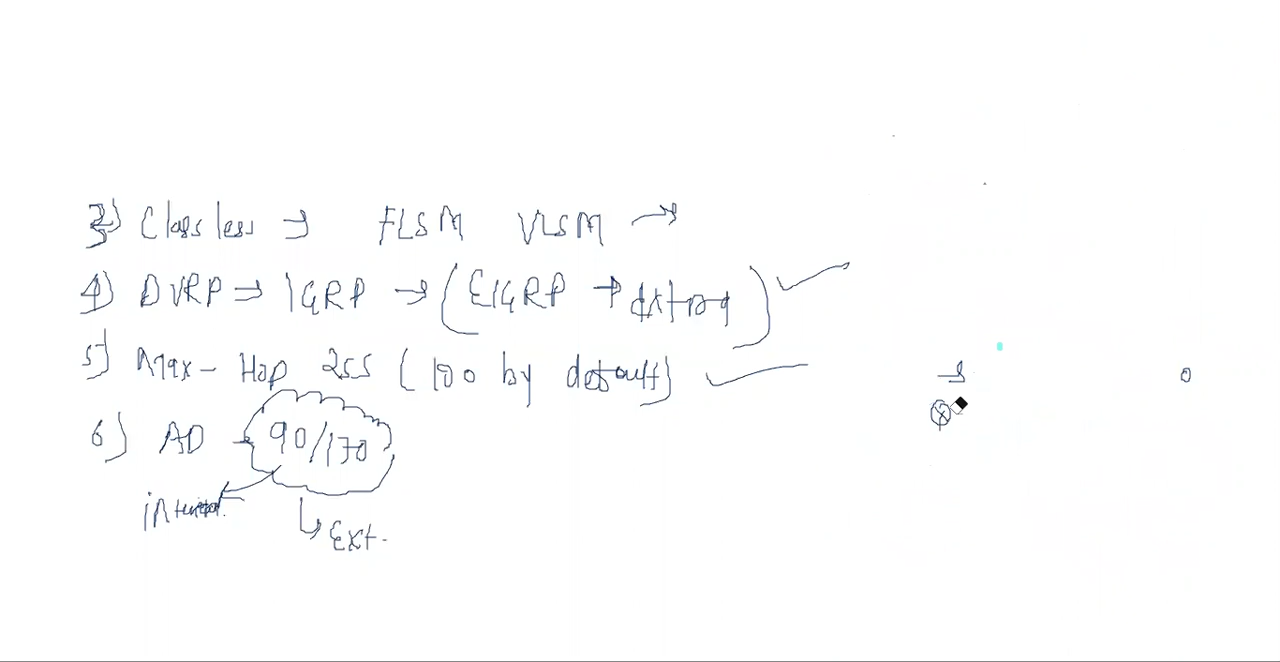 3) Classless → FLSM VLSM →
4) DVRP → IGRP → (EIGRP →
5) Max - Hop 255 (100 by default) ✓
6) AD → 90/170
internal.
↳ Ext.